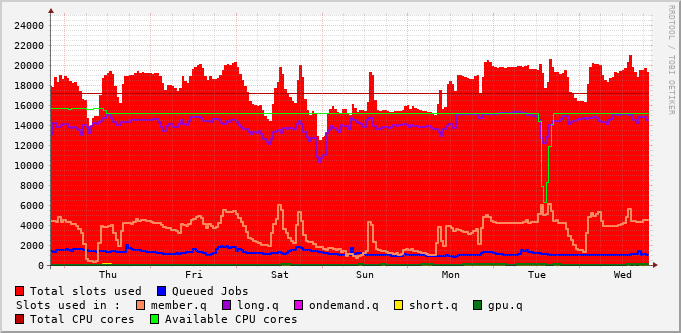 24000
22000
20000
18000
16000
14000
12000
10000
8000
6000
4000
2000
0
Thu Fri Sat Sun Mon Tue Wed
Total slots used Queued Jobs
Slots used in : member.q long.q ondemand.q short.q gpu.q
Total CPU cores Available CPU cores
RRDTOOL / TOBI OETIKER